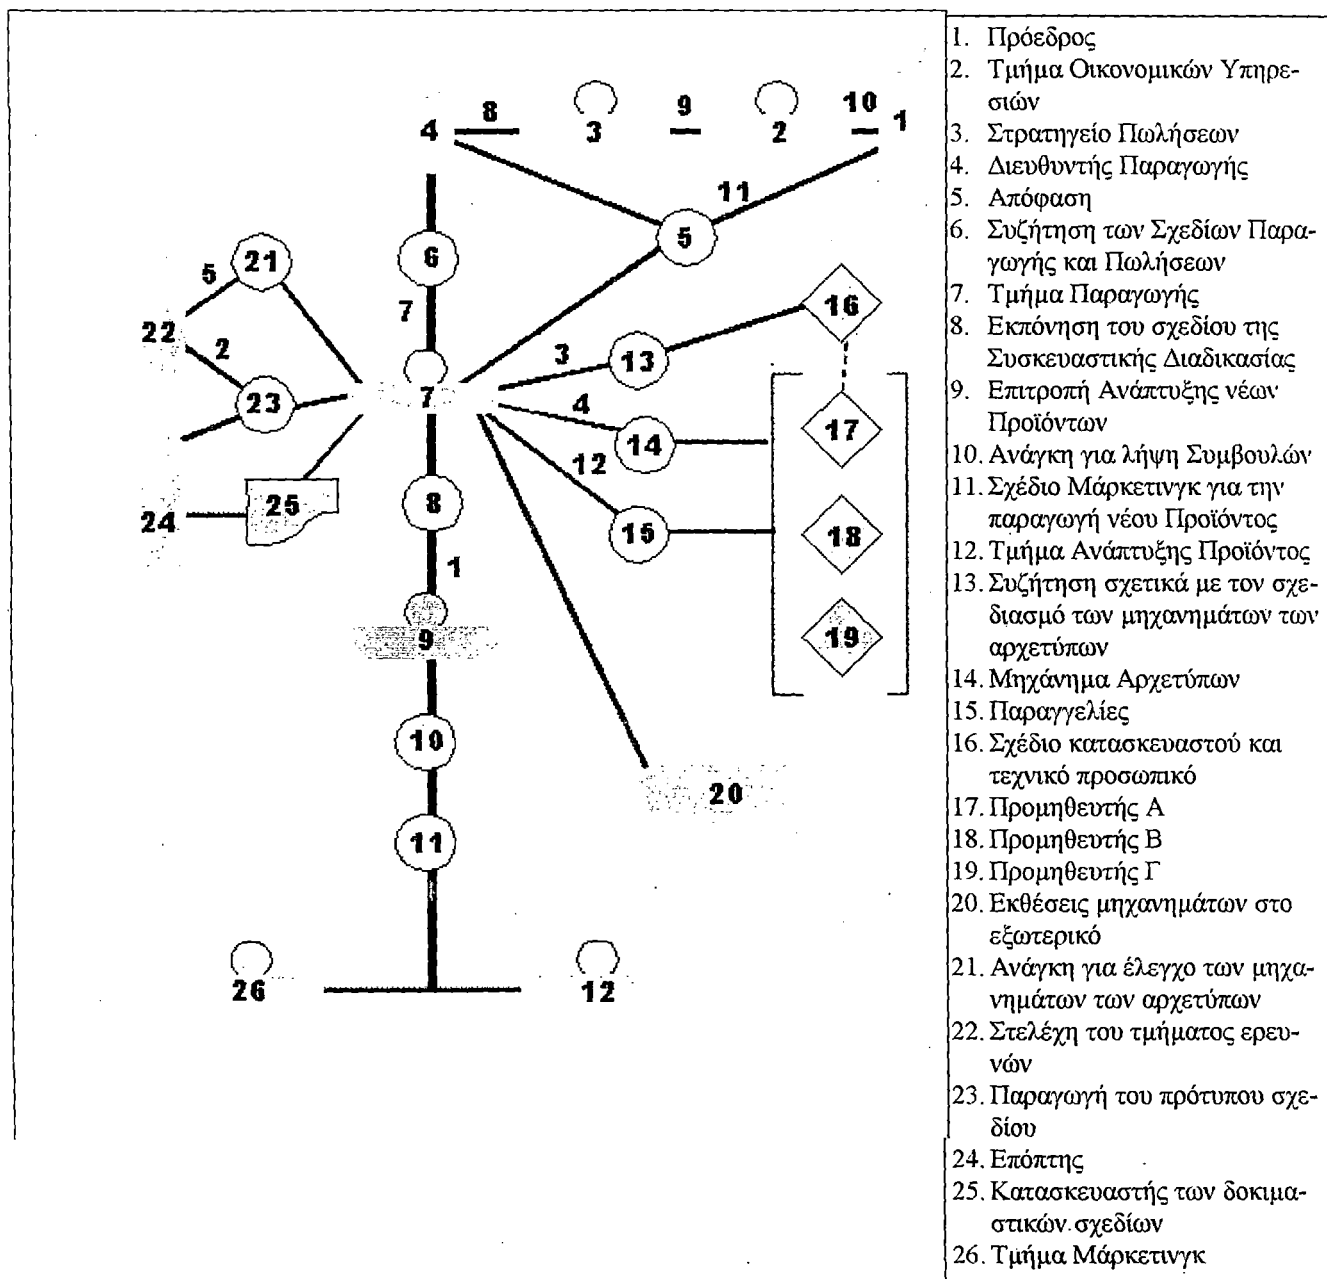 8
9
10
4
3
2
1
11
21
6
5
5
16
7
22
2
3
13
7
4
23
17
14
12
25
8
24
15
18
1
9
19
10
20
11
26
12
1. Πρόεδρος
2. Τμήμα Οικονομικών Υπηρε-
σιών
3. Στρατηγείο Πωλήσεων
4. Διευθυντής Παραγωγής
5. Απόφαση
6. Συζήτηση των Σχεδίων Παρα-
γωγής και Πωλήσεων
7. Τμήμα Παραγωγής
8. Εκπόνηση του σχεδίου της
Συσκευαστικής Διαδικασίας
9. Επιτροπή Ανάπτυξης νέων
Προϊόντων
10. Ανάγκη για λήψη Συμβουλών
11. Σχέδιο Μάρκετινγκ για την
παραγωγή νέου Προϊόντος
12. Τμήμα Ανάπτυξης Προϊόντος
13. Συζήτηση σχετικά με τον σχε-
διασμό των μηχανημάτων των
αρχετύπων
14. Μηχάνημα Αρχετύπων
15. Παραγγελίες
16. Σχέδιο κατασκευαστού και
τεχνικό προσωπικό
17. Προμηθευτής Α
18. Προμηθευτής Β
19. Προμηθευτής Γ
20. Εκθέσεις μηχανημάτων στο
εξωτερικό
21. Ανάγκη για έλεγχο των μηχα-
νημάτων των αρχετύπων
22. Στελέχη του τμήματος ερευ-
νών
23. Παραγωγή του πρότυπου σχε-
δίου
24. Επόπτης
25. Κατασκευαστής των δοκιμα-
στικών σχεδίων
26. Τμήμα Μάρκετινγκ